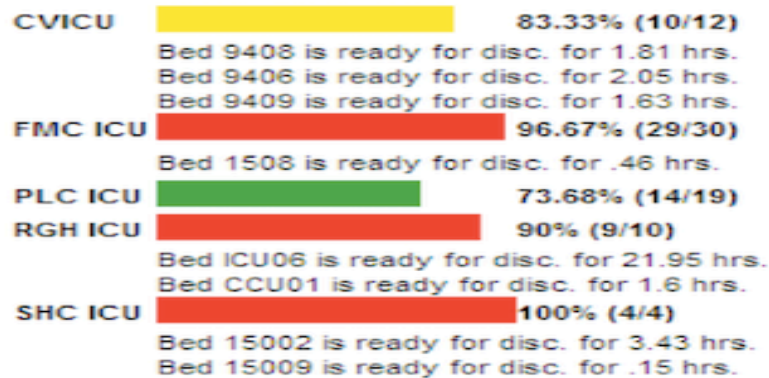 CVICU 83.33% (10/12)
Bed 9408 is ready for disc. for 1.81 hrs.
Bed 9406 is ready for disc. for 2.05 hrs.
Bed 9409 is ready for disc. for 1.63 hrs.
FMC ICU 96.67% (29/30)
Bed 1508 is ready for disc. for .46 hrs.
PLC ICU 73.68% (14/19)
RGH ICU 90% (9/10)
Bed ICU06 is ready for disc. for 21.95 hrs.
Bed CCU01 is ready for disc. for 1.6 hrs.
SHC ICU 100% (4/4)
Bed 15002 is ready for disc. for 3.43 hrs.
Bed 15009 is ready for disc. for .15 hrs.